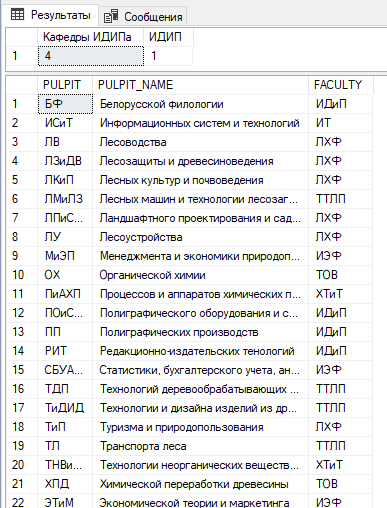 Результаты Сообщения
Кафедры ИДИПа ИДИП
1 4 1
PULPIT PULPIT_NAME FACULTY
1 БФ Белорусской филологии ИДиП
2 ИСиТ Информационных систем и технологий ИТ
3 ЛВ Лесоводства ЛХФ
4 ЛЗиДВ Лесозащиты и древесиноведения ЛХФ
5 ЛКиП Лесных культур и почвоведения ЛХФ
6 ЛМиЛЗ Лесных машин и технологии лесозаг... ТТЛП
7 ЛПиС... Ландшафтного проектирования и сад... ЛХФ
8 ЛУ Лесоустройства ЛХФ
9 МиЭП Менеджмента и экономики природоп... ИЭФ
10 ОХ Органической химии ТОВ
11 ПиАХП Процессов и аппаратов химических п... ХТиТ
12 ПОиС... Полиграфического оборудования и с... ИДиП
13 ПП Полиграфических производств ИДиП
14 РИТ Редакционно-издательских тенологий ИДиП
15 СБУА... Статистики, бухгалтерского учета, ан... ИЭФ
16 ТДП Технологий деревообрабатывающих ... ТТЛП
17 ТиДИД Технологии и дизайна изделий из др... ТТЛП
18 ТиП Туризма и природопользования ЛХФ
19 ТЛ Транспорта леса ТТЛП
20 ТНВи... Технологии неорганических веществ... ХТиТ
21 ХПД Химической переработки древесины ТОВ
22 ЭТиМ Экономической теории и маркетинга ИЭФ